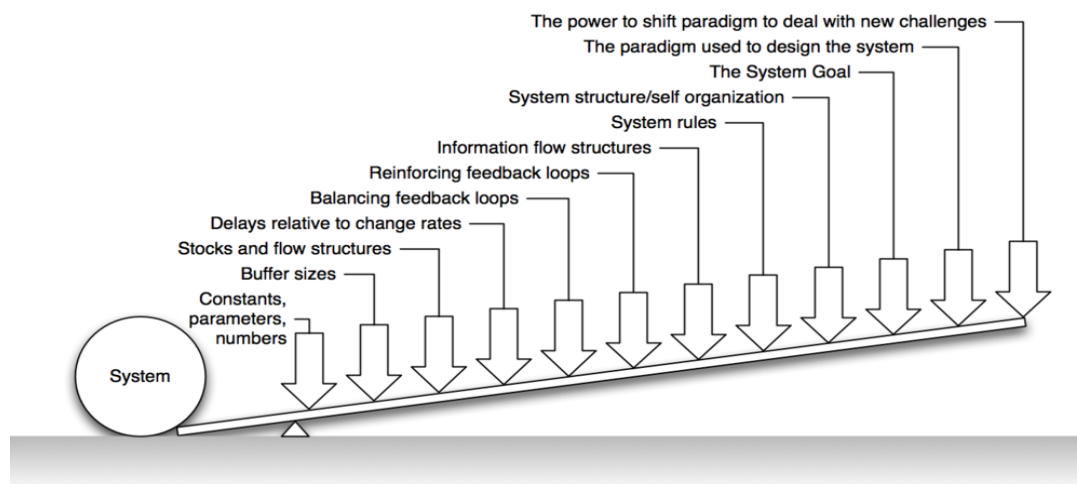 The power to shift paradigm to deal with new challenges
The paradigm used to design the system
The System Goal
System structure/self organization
System rules
Information flow structures
Reinforcing feedback loops
Balancing feedback loops
Delays relative to change rates
Stocks and flow structures
Buffer sizes
Constants,
parameters,
numbers
System